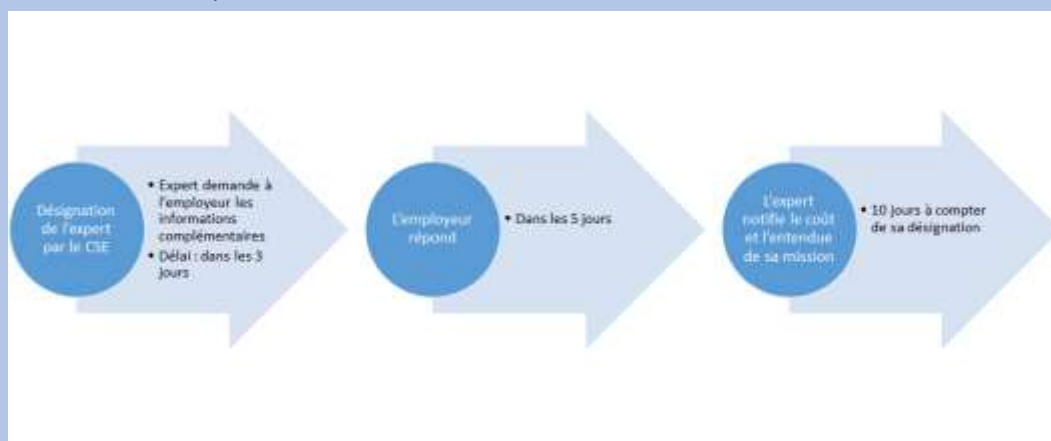 Désignation
de l'expert
par le CSE
• Expert demande à
l'employeur les
informations
complémentaires
• Délai : dans les 3
jours
L'employeur
répond
• Dans les 5 jours
L'expert
notifie le coût
et l'entendue
de sa mission
• 10 jours à compter
de sa désignation